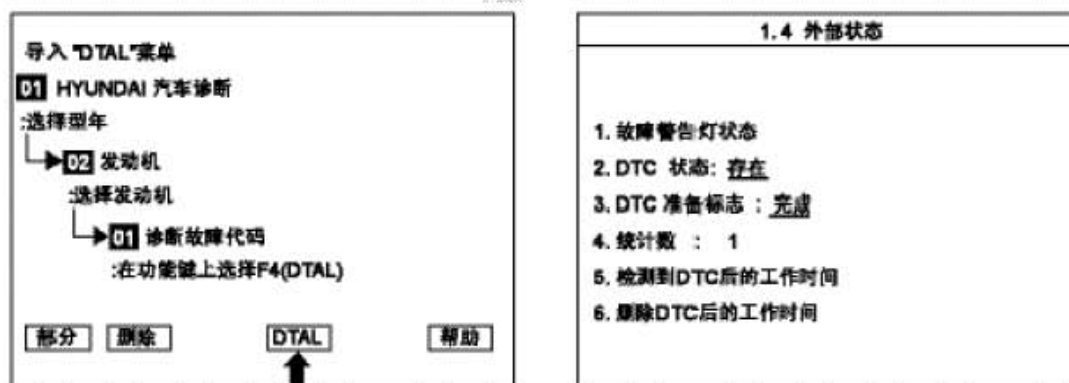 导入"DTAL"菜单
01 HYUNDAI 汽车诊断
:选择型年
02 发动机
:选择发动机
01 诊断故障代码
:在功能键上选择F4(DTAL)
部分 删除 DTAL 帮助
1.4 外部状态
1. 故障警告灯状态
2. DTC 状态: 存在
3. DTC 准备标志 : 完成
4. 统计数 : 1
5. 检测到DTC后的工作时间
6. 删除DTC后的工作时间